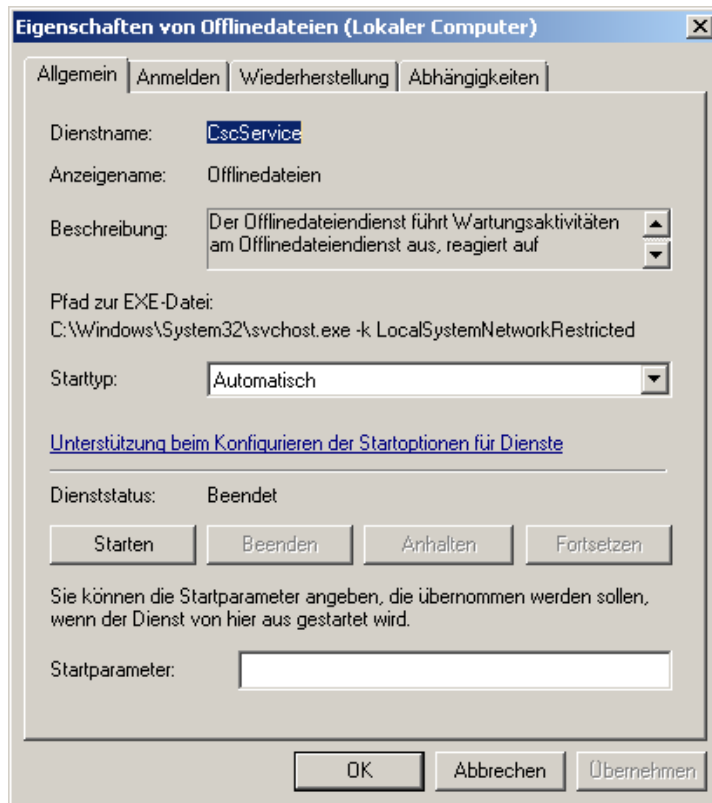 Eigenschaften von Offlinedateien (Lokaler Computer)
Allgemein Anmelden Wiederherstellung Abhängigkeiten
Dienstname: CscService
Anzeigename: Offlinedateien
Beschreibung: Der Offlinedateiendienst führt Wartungsaktivitäten
am Offlinedateiendienst aus, reagiert auf
Pfad zur EXE-Datei:
C:\Windows\System32\svchost.exe -k LocalSystemNetworkRestricted
Starttyp: Automatisch
Unterstützung beim Konfigurieren der Startoptionen für Dienste
Dienststatus: Beendet
Starten Beenden Anhalten Fortsetzen
Sie können die Startparameter angeben, die übernommen werden sollen,
wenn der Dienst von hier aus gestartet wird.
Startparameter:
OK Abbrechen Übernehmen